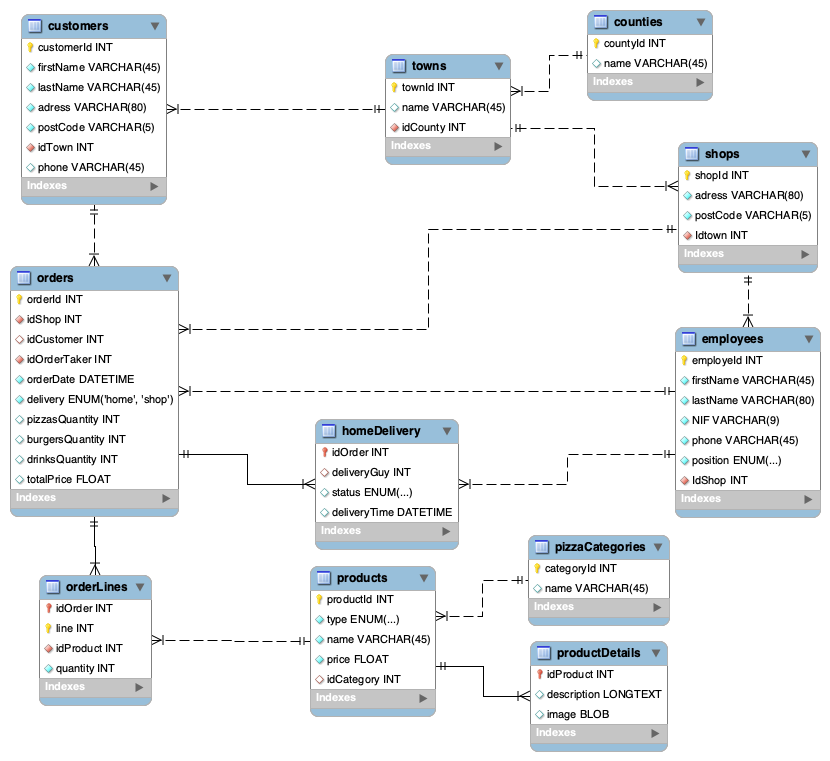 customers
customerId INT
firstName VARCHAR(45)
lastName VARCHAR(45)
adress VARCHAR(80)
postCode VARCHAR(5)
idTown INT
phone VARCHAR(45)
Indexes
towns
townId INT
name VARCHAR(45)
idCounty INT
Indexes
counties
countyId INT
name VARCHAR(45)
Indexes
shops
shopId INT
adress VARCHAR(80)
postCode VARCHAR(5)
Idtown INT
Indexes
orders
orderId INT
idShop INT
idCustomer INT
idOrderTaker INT
orderDate DATETIME
delivery ENUM('home', 'shop')
pizzasQuantity INT
burgersQuantity INT
drinksQuantity INT
totalPrice FLOAT
Indexes
employees
employeId INT
firstName VARCHAR(45)
lastName VARCHAR(80)
NIF VARCHAR(9)
phone VARCHAR(45)
position ENUM(...)
IdShop INT
Indexes
homeDelivery
idOrder INT
deliveryGuy INT
status ENUM(...)
deliveryTime DATETIME
Indexes
orderLines
idOrder INT
line INT
idProduct INT
quantity INT
Indexes
products
productId INT
type ENUM(...)
name VARCHAR(45)
price FLOAT
idCategory INT
Indexes
pizzaCategories
categoryId INT
name VARCHAR(45)
Indexes
productDetails
idProduct INT
description LONGTEXT
image BLOB
Indexes